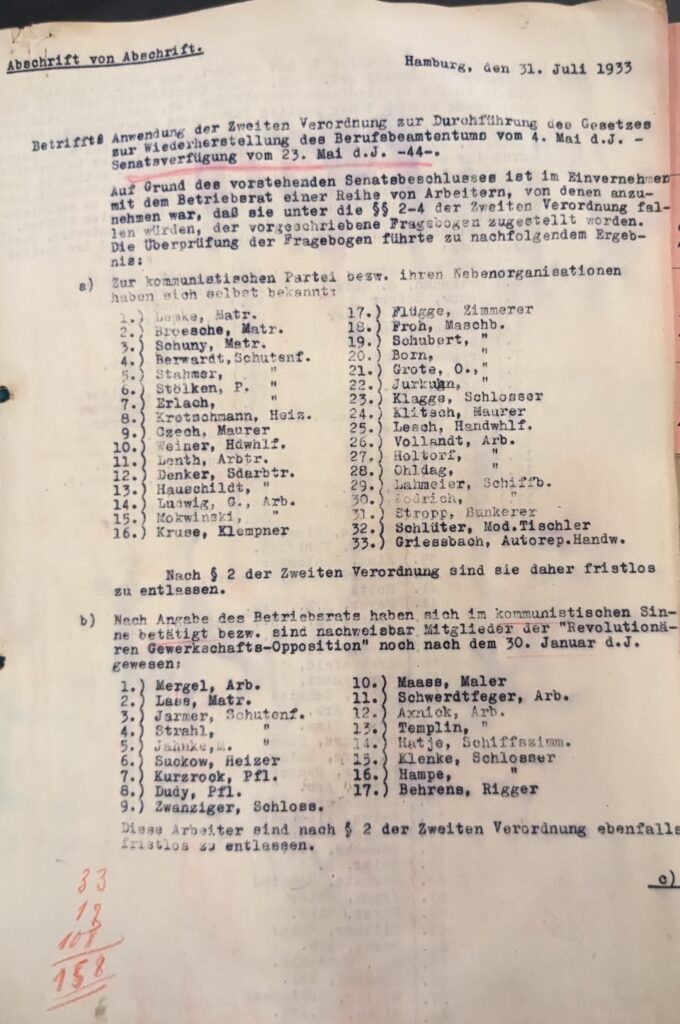 Abschrift von Abschrift.
Hamburg, den 31. Juli 1933
Betrifft: Anwendung der Zweiten Verordnung zur Durchführung des Gesetzes
zur Wiederherstellung des Berufsbeamtentums vom 4. Mai d.J. -
Senatsverfügung vom 23. Mai d.J. -44-.
Auf Grund des vorstehenden Senatsbeschlusses ist im Einvernehmen
mit dem Betriebsrat einer Reihe von Arbeitern, von denen anzu-
nehmen war, daß sie unter die §§ 2-4 der Zweiten Verordnung fal-
len würden, der vorgeschriebene Fragebogen zugestellt worden.
Die Überprüfung der Fragebogen führte zu nachfolgendem Ergeb-
nis:
a) Zur kommunistischen Partei bezw. ihren Nebenorganisationen
haben sich selbst bekannt:
1.) Lemke, Matr.
2.) Broesche, Matr.
3.) Schuny, Matr.
4.) Berwardt,Schutenf.
5.) Stahmer, "
6.) Stölken, P. "
7.) Erlach, "
8.) Kretschmann, Heiz.
9.) Czech, Maurer
10.) Weiner, Hdwhlf.
11.) Lenth, Arbtr.
12.) Denker, Sdarbtr.
13.) Hauschildt, "
14.) Ludwig, G., Arb.
15.) Mokwinski, "
16.) Kruse, Klempner
17.) Flügge, Zimmerer
18.) Froh, Maschb.
19.) Schubert, "
20.) Born, "
21.) Grote, O.,"
22.) Jurkuhn, "
23.) Klagge, Schlosser
24.) Klitsch, Maurer
25.) Lesch, Handwhlf.
26.) Vollandt, Arb.
27.) Holtorf, "
28.) Ohldag, "
29.) Lahmeier, Schiffb.
30.) "
31.) Stropp, Bunkerer
32.) Schlüter, Mod.Tischler
33.) Griessbach, Autorep.Handw.
Nach § 2 der Zweiten Verordnung sind sie daher fristlos
zu entlassen.
b) Nach Angabe des Betriebsrats haben sich im kommunistischen Sin-
ne betätigt bezw. sind nachweisbar Mitglieder der "Revolutionä-
ren Gewerkschafts-Opposition" noch nach dem 30. Januar d.J.
gewesen:
1.) Mergel, Arb.
2.) Lass, Matr.
3.) Jarmer, Schutenf.
4.) Strahl, "
5.) Jahnke,M. "
6.) Suckow, Heizer
7.) Kurzrock, Pfl.
8.) Dudy, Pfl.
9.) Zwanziger, Schloss.
10.) Maass, Maler
11.) Schwerdtfeger, Arb.
12.) Axnick, Arb.
13.) Templin, "
14.) Hatje, Schiffszimm.
15.) Klenke, Schlosser
16.) Hampe, "
17.) Behrens, Rigger
Diese Arbeiter sind nach § 2 der Zweiten Verordnung ebenfalls
fristlos zu entlassen.
c)
33
17
108
158